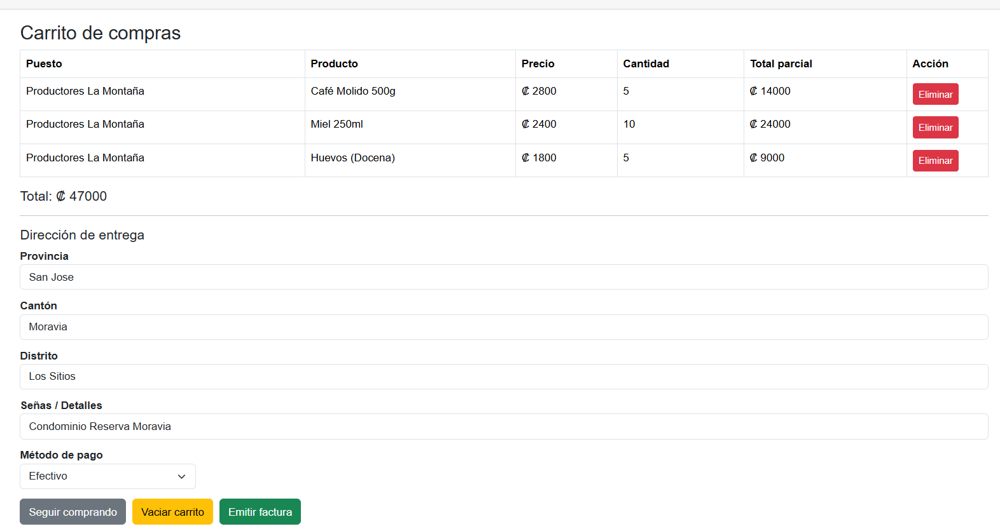 Carrito de compras
Puesto Producto Precio Cantidad Total parcial Acción
Productores La Montaña Café Molido 500g ₡ 2800 5 ₡ 14000 Eliminar
Productores La Montaña Miel 250ml ₡ 2400 10 ₡ 24000 Eliminar
Productores La Montaña Huevos (Docena) ₡ 1800 5 ₡ 9000 Eliminar
Total: ₡ 47000
Dirección de entrega
Provincia
San Jose
Cantón
Moravia
Distrito
Los Sitios
Señas / Detalles
Condominio Reserva Moravia
Método de pago
Efectivo
Seguir comprando Vaciar carrito Emitir factura